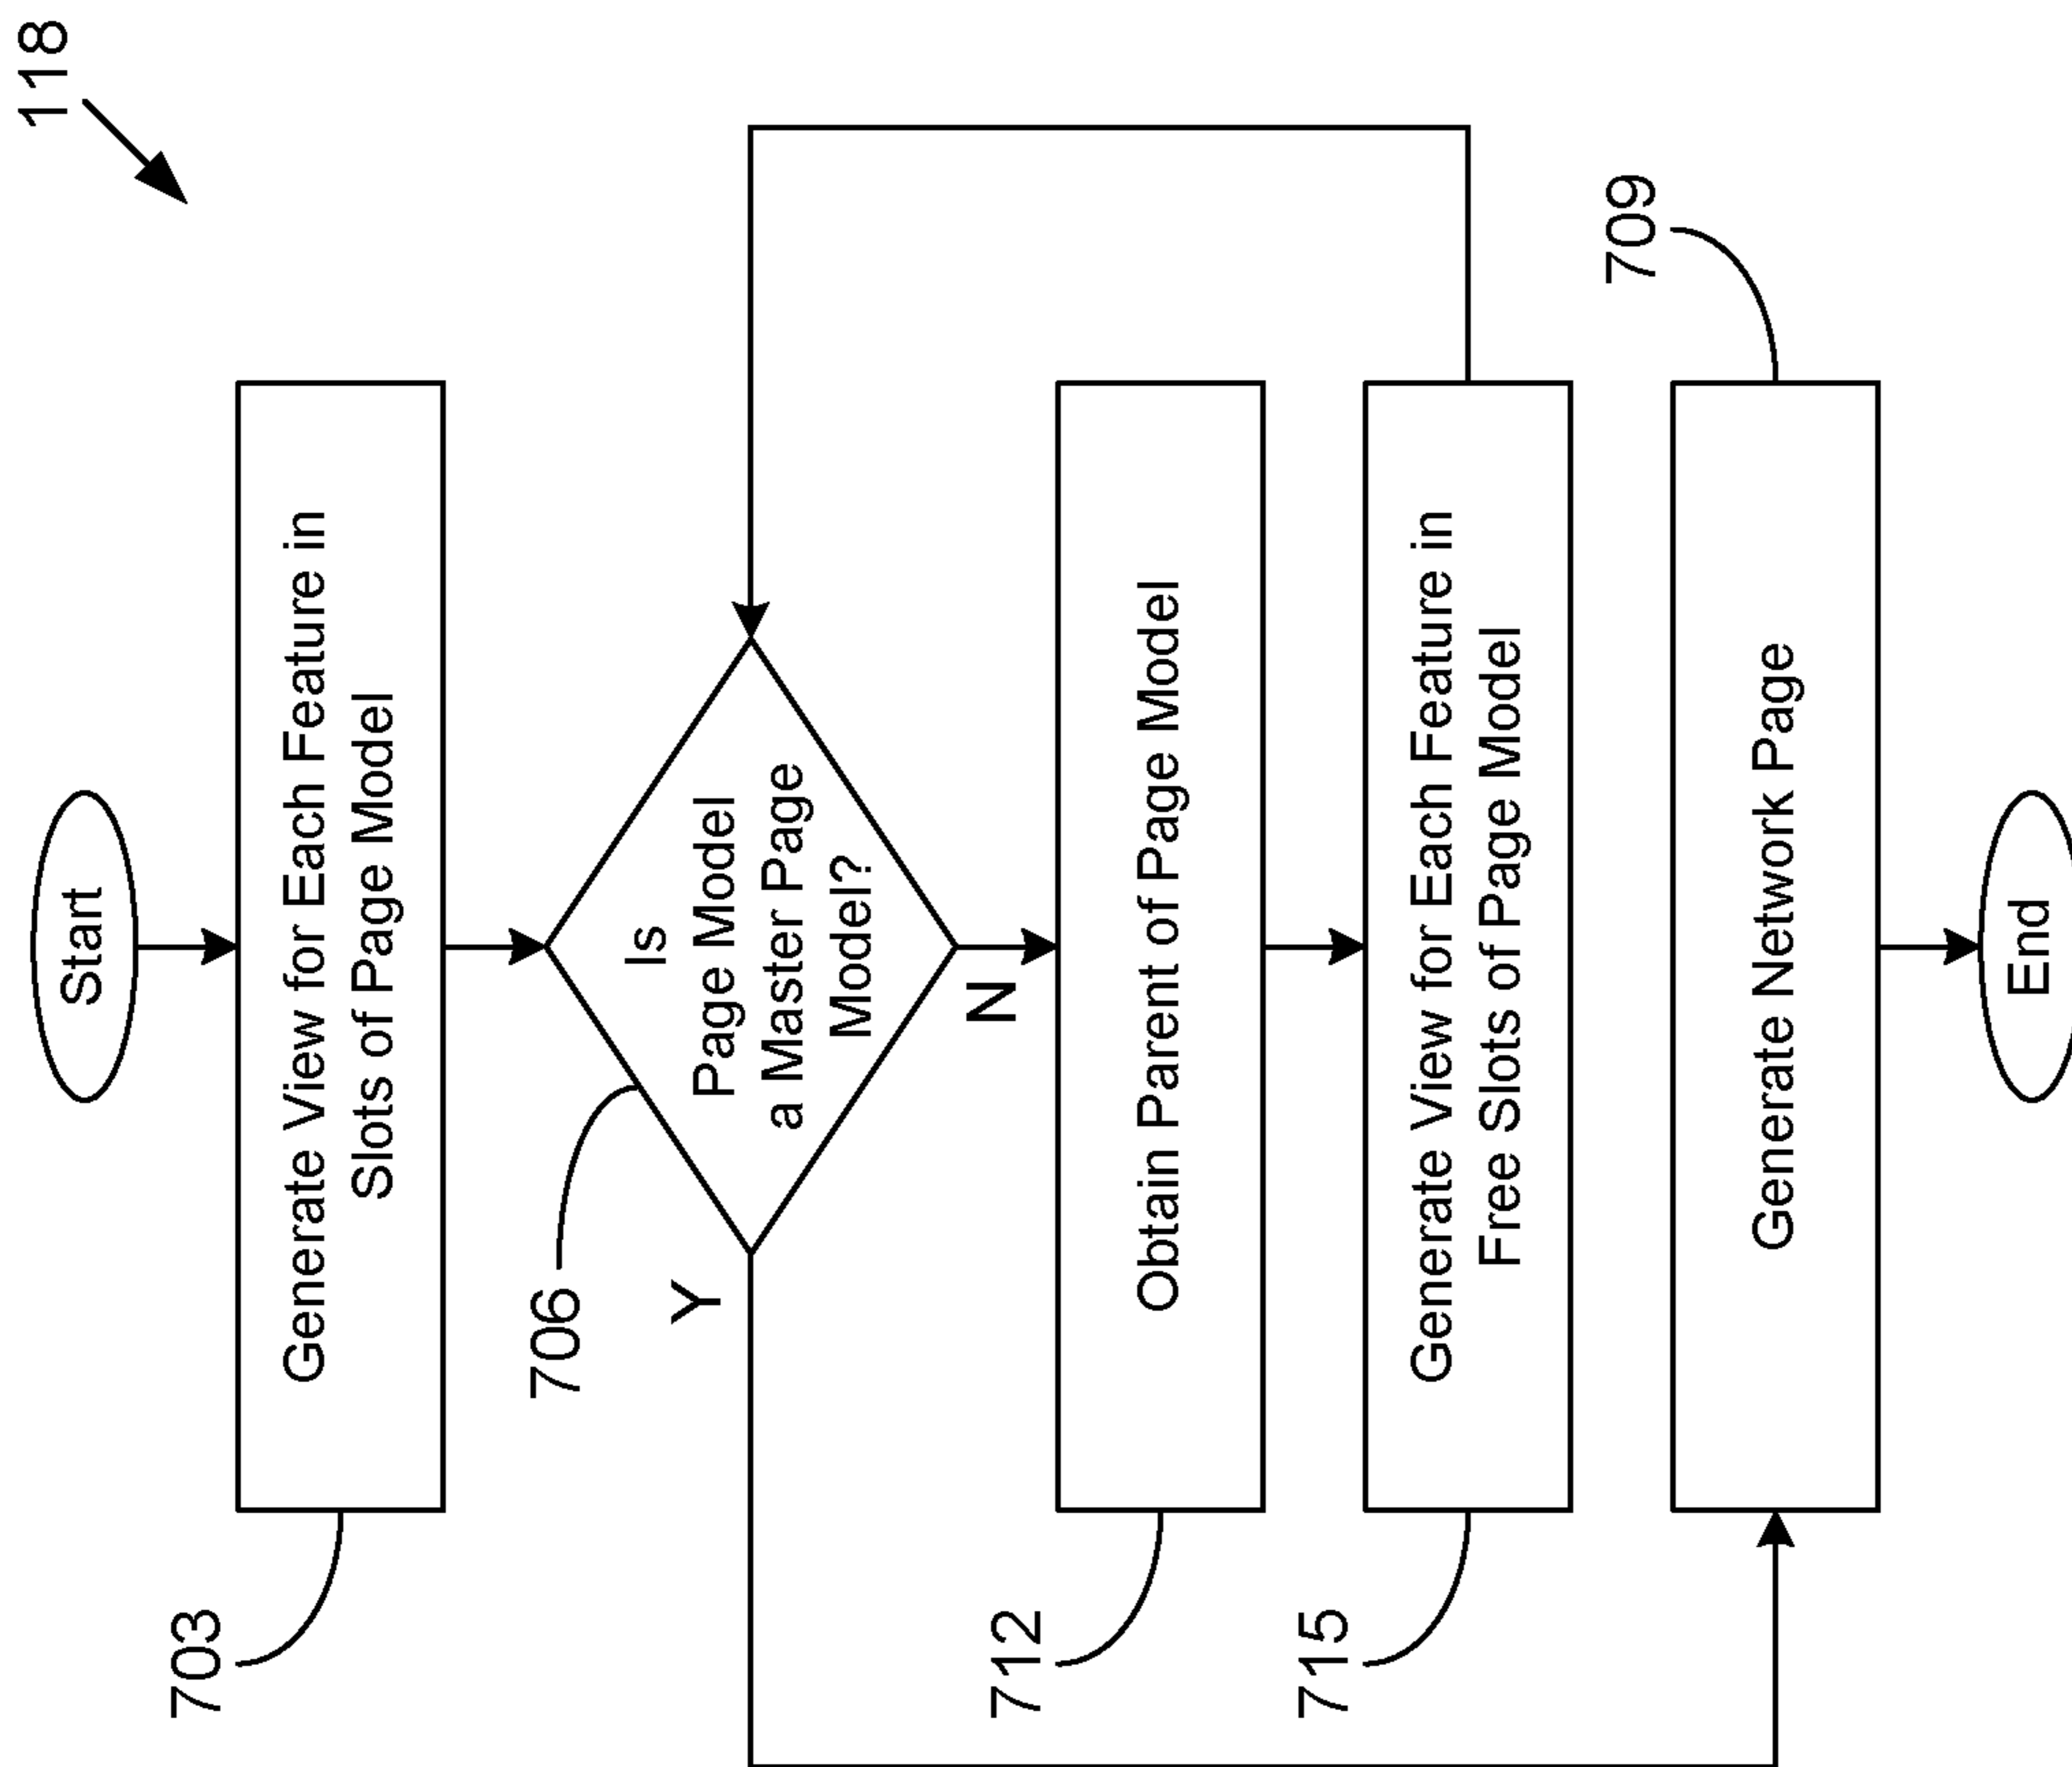 118
Start
703
Generate View for Each Feature in
Slots of Page Model
706
Is
Page Model
a Master Page
Model?
Y
N
712
Obtain Parent of Page Model
715
Generate View for Each Feature in
Free Slots of Page Model
709
Generate Network Page
End